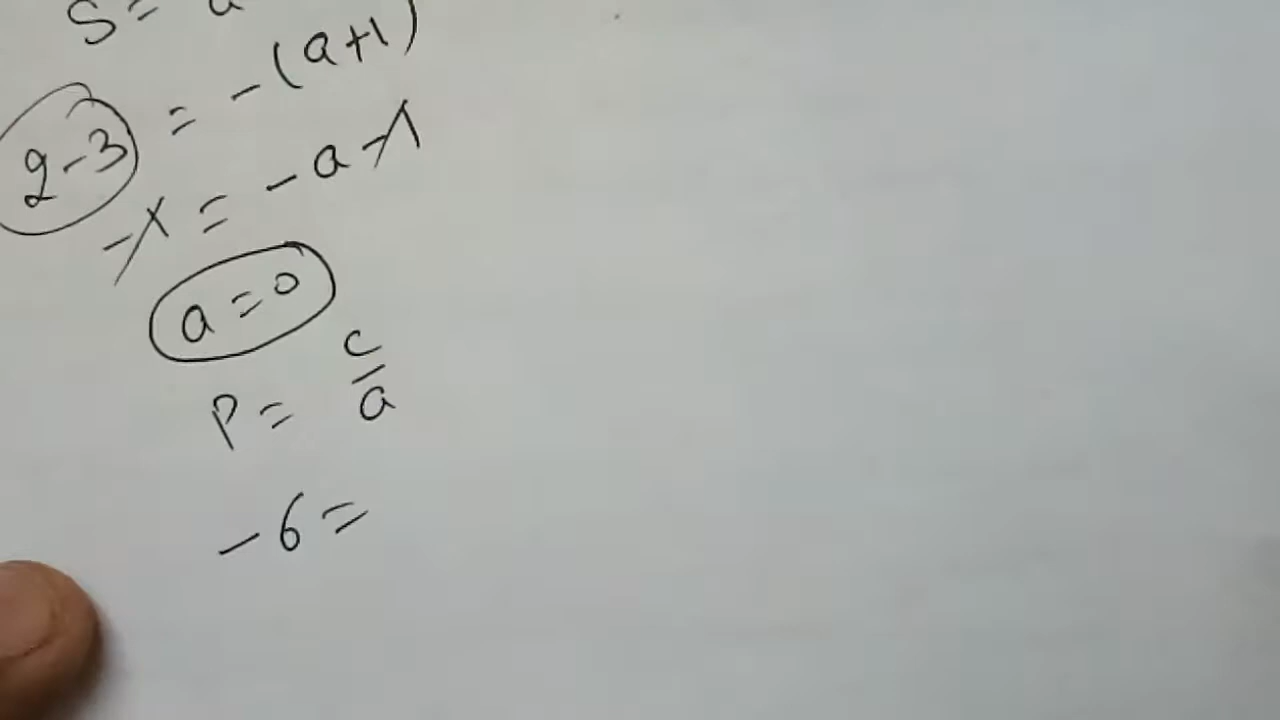 S =
2-3 = -(a+1)
-1 = -a-1
a=0
P = c/a
-6 =